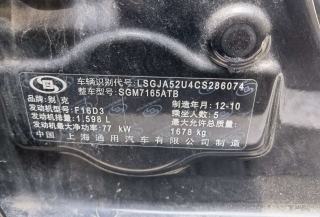 车辆识别代号: LSGJA52U4CS286074
整车型号: SGM7165ATB
品牌: 别克
发动机型号: F16D3 制造年月: 12-10
发动机排量: 1,598 L 乘坐人数: 5
发动机最大净功率: 77 kW 最大允许总质量: 1678 kg
中国 上海通用汽车有限公司制造